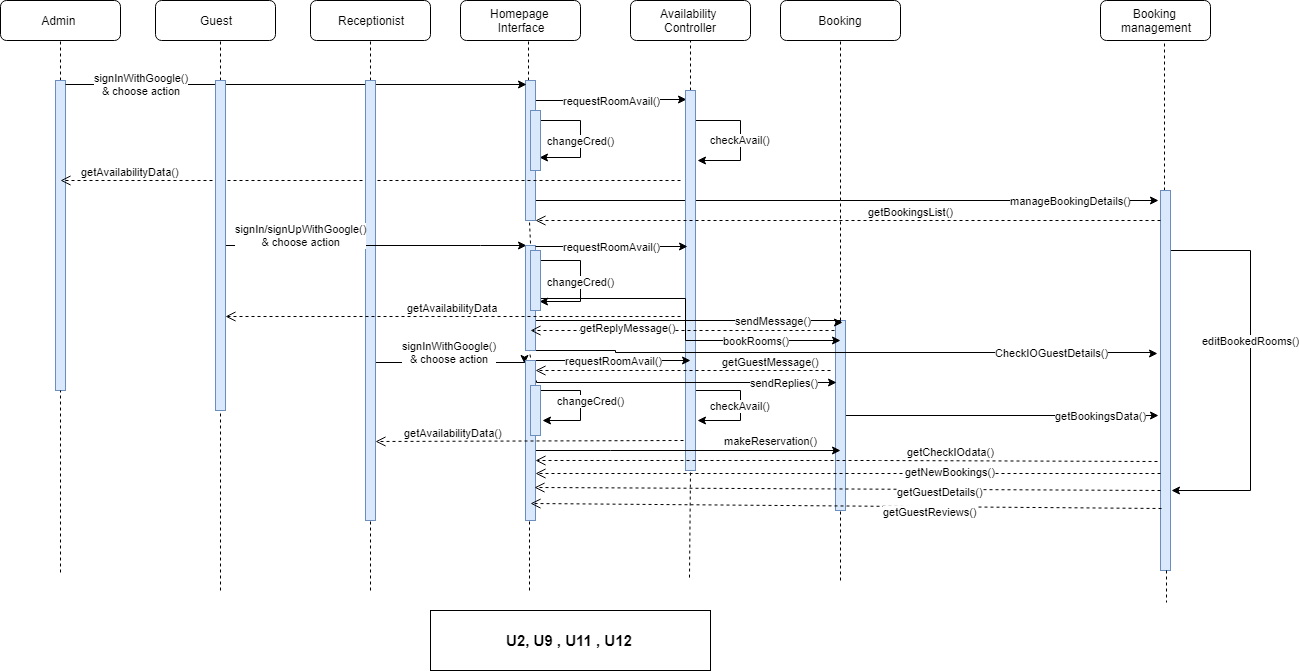 Admin
Guest
Receptionist
Homepage
Interface
Availability
Controller
Booking
Booking
management
signInWithGoogle()
& choose action
requestRoomAvail()
changeCred()
checkAvail()
getAvailabilityData()
manageBookingDetails()
getBookingsList()
signIn/signUpWithGoogle()
& choose action
requestRoomAvail()
changeCred()
getAvailabilityData
sendMessage()
getReplyMessage()
bookRooms()
editBookedRooms()
signInWithGoogle()
& choose action
CheckIOGuestDetails()
requestRoomAvail()
getGuestMessage()
sendReplies()
changeCred()
checkAvail()
getBookingsData()
getAvailabilityData()
makeReservation()
getCheckIOdata()
getNewBookings()
getGuestDetails()
getGuestReviews()
U2, U9 , U11 , U12